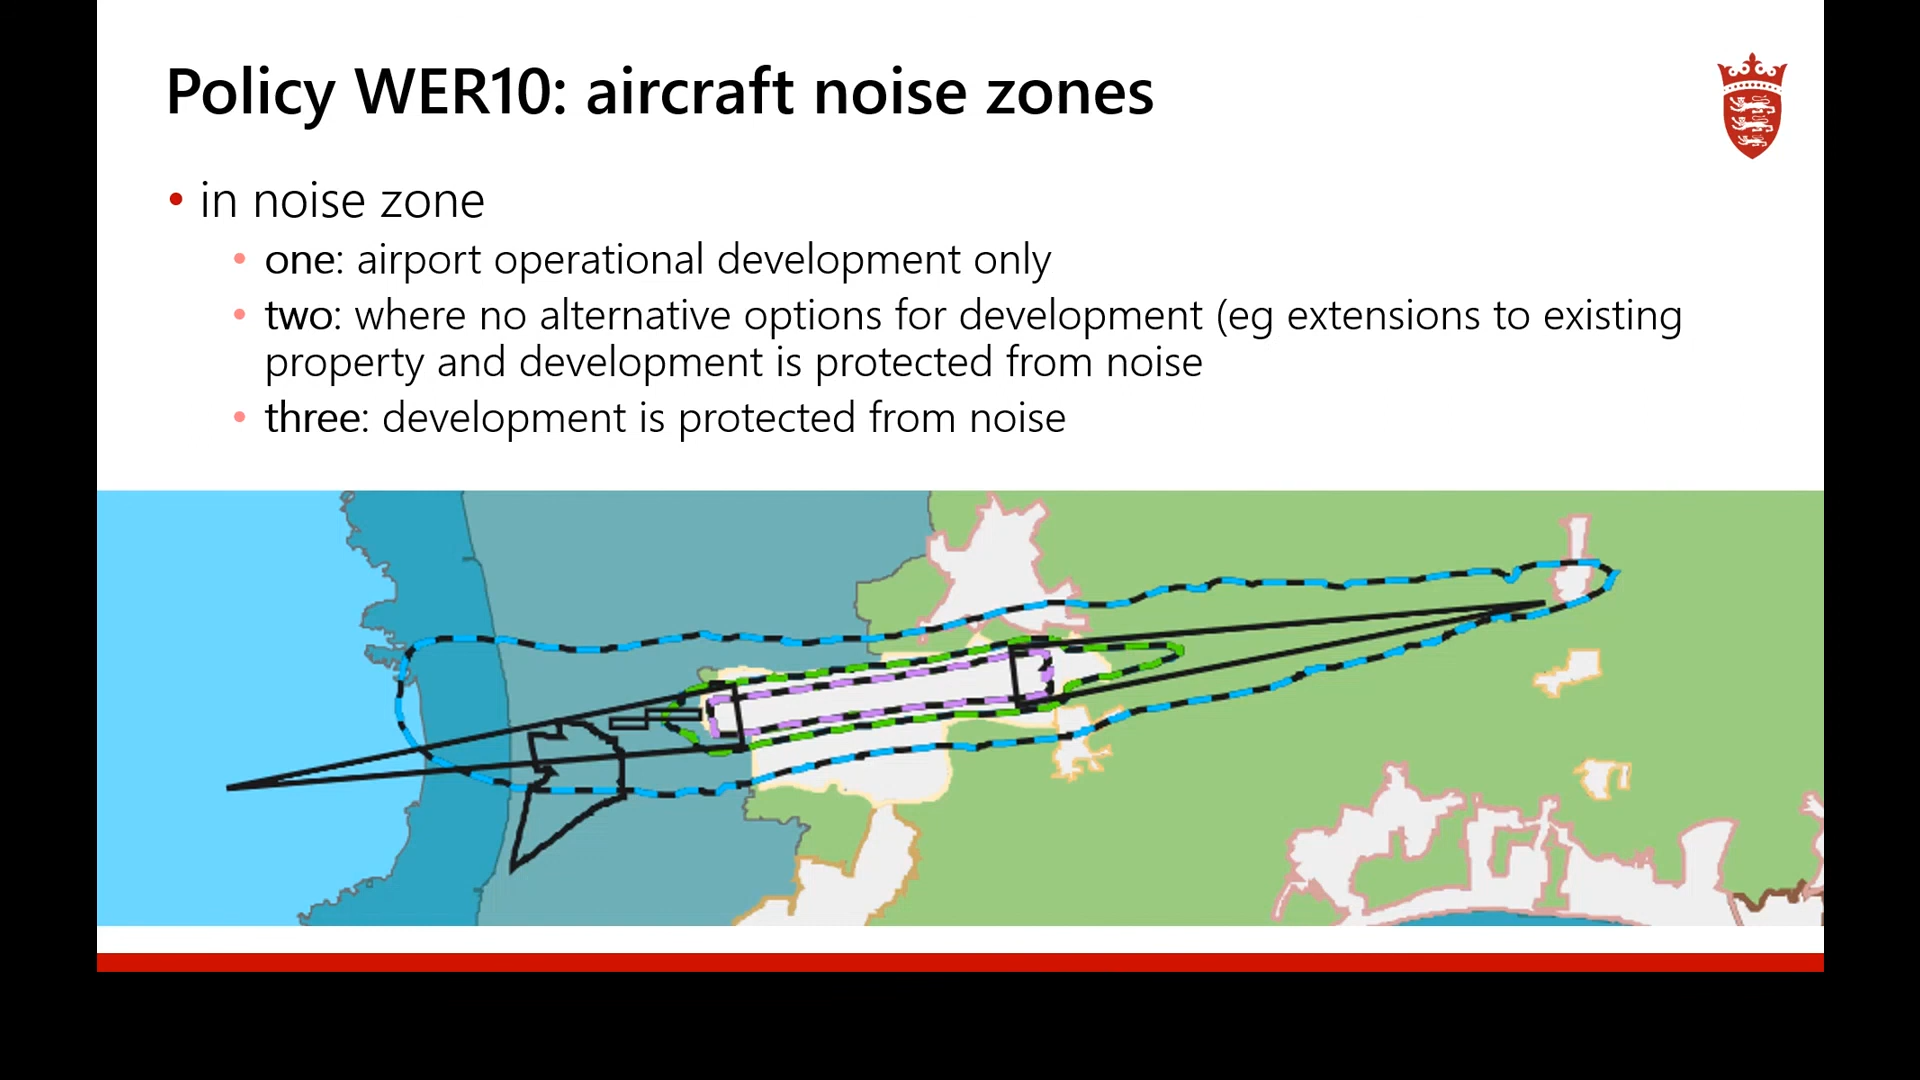 Policy WER10: aircraft noise zones
• in noise zone
• one: airport operational development only
• two: where no alternative options for development (eg extensions to existing
property and development is protected from noise
• three: development is protected from noise